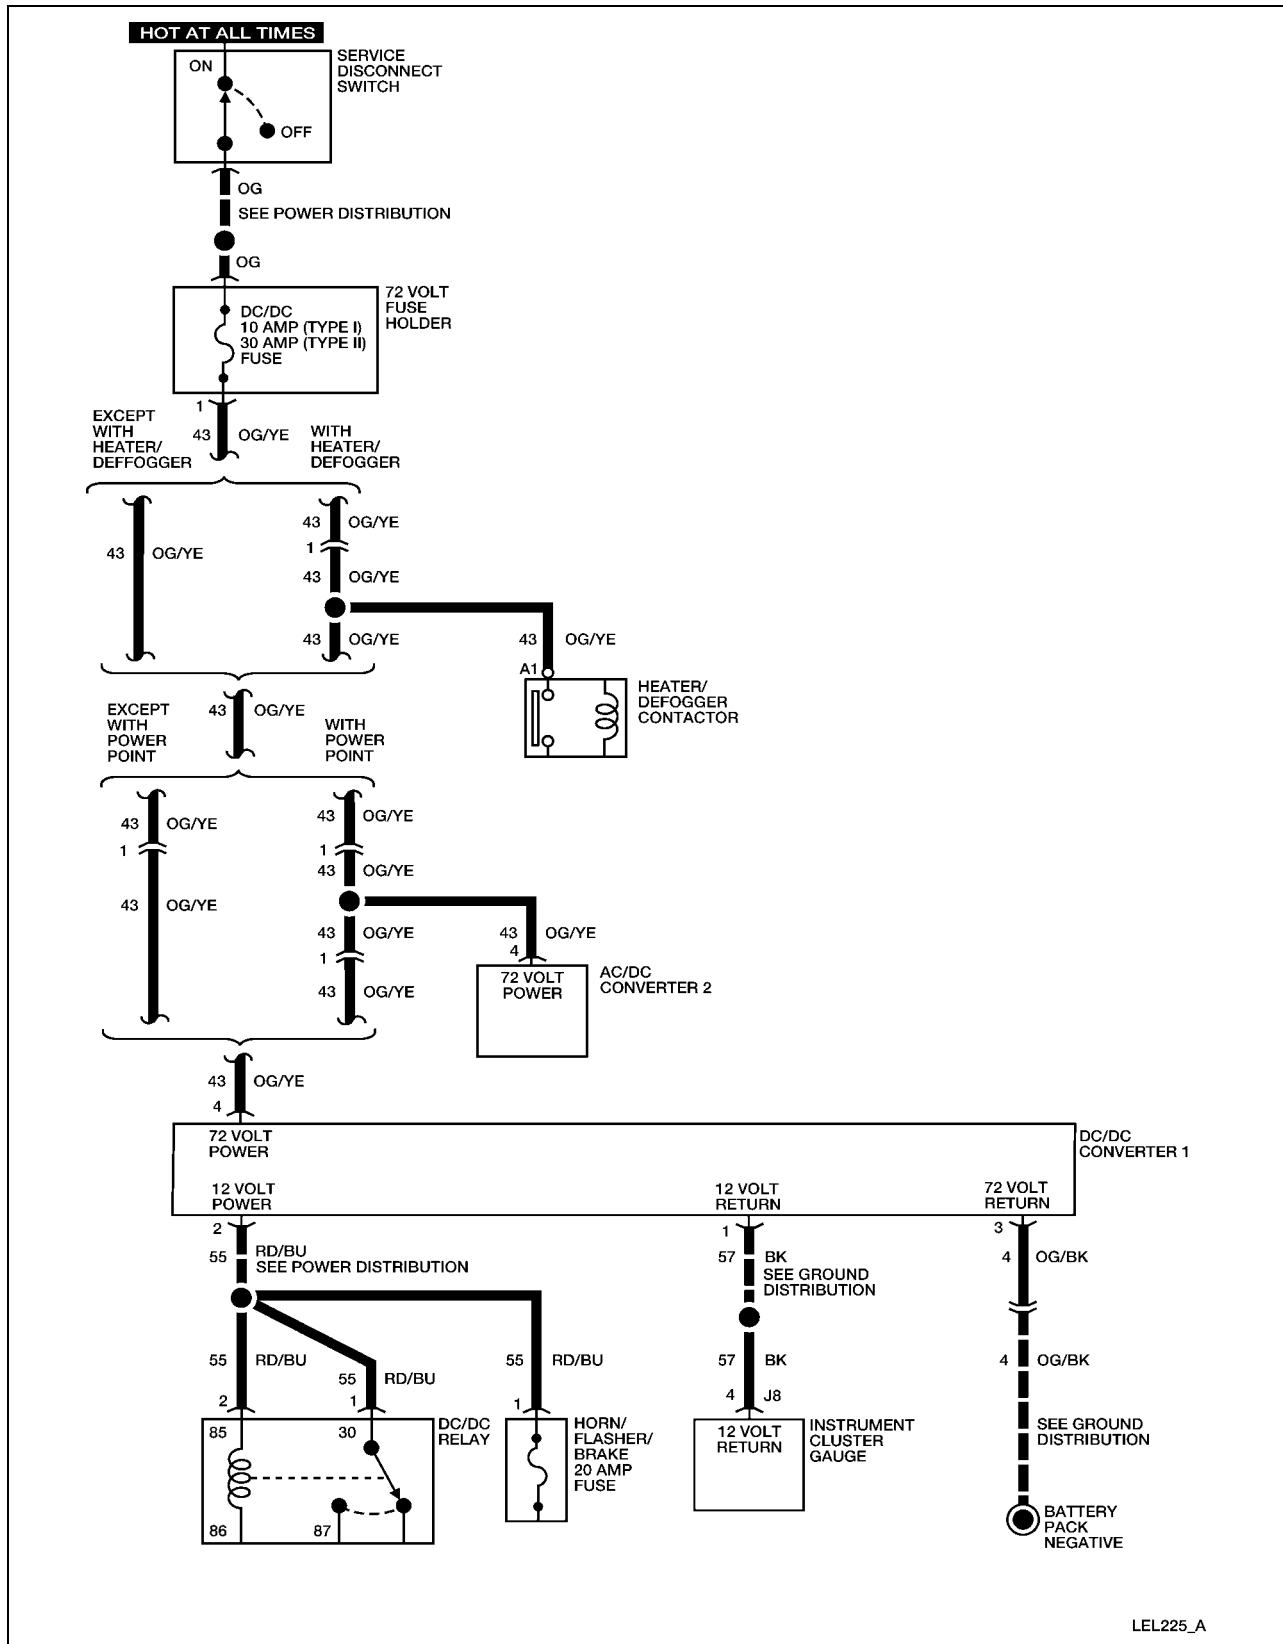 HOT AT ALL TIMES
SERVICE
DISCONNECT
SWITCH
ON
OFF
OG
SEE POWER DISTRIBUTION
OG
72 VOLT
FUSE
HOLDER
DC/DC
10 AMP (TYPE I)
30 AMP (TYPE II)
FUSE
1
43 OG/YE
EXCEPT
WITH
HEATER/
DEFFOGGER
WITH
HEATER/
DEFOGGER
43 OG/YE
43 OG/YE
1
43 OG/YE
43 OG/YE
43 OG/YE
A1
HEATER/
DEFOGGER
CONTACTOR
43 OG/YE
EXCEPT
WITH
POWER
POINT
WITH
POWER
POINT
43 OG/YE
1
43 OG/YE
43 OG/YE
1
43 OG/YE
43 OG/YE
1
43 OG/YE
43 OG/YE
4
72 VOLT
POWER
AC/DC
CONVERTER 2
43 OG/YE
4
72 VOLT
POWER
DC/DC
CONVERTER 1
12 VOLT
POWER
12 VOLT
RETURN
72 VOLT
RETURN
2
55 RD/BU
SEE POWER DISTRIBUTION
1
57 BK
SEE GROUND
DISTRIBUTION
3
4 OG/BK
55 RD/BU
55 RD/BU
55 RD/BU
57 BK
4 OG/BK
2
1
1
4 J8
85
30
86
87
DC/DC
RELAY
HORN/
FLASHER/
BRAKE
20 AMP
FUSE
12 VOLT
RETURN
INSTRUMENT
CLUSTER
GAUGE
SEE GROUND
DISTRIBUTION
BATTERY
PACK
NEGATIVE
LEL225_A